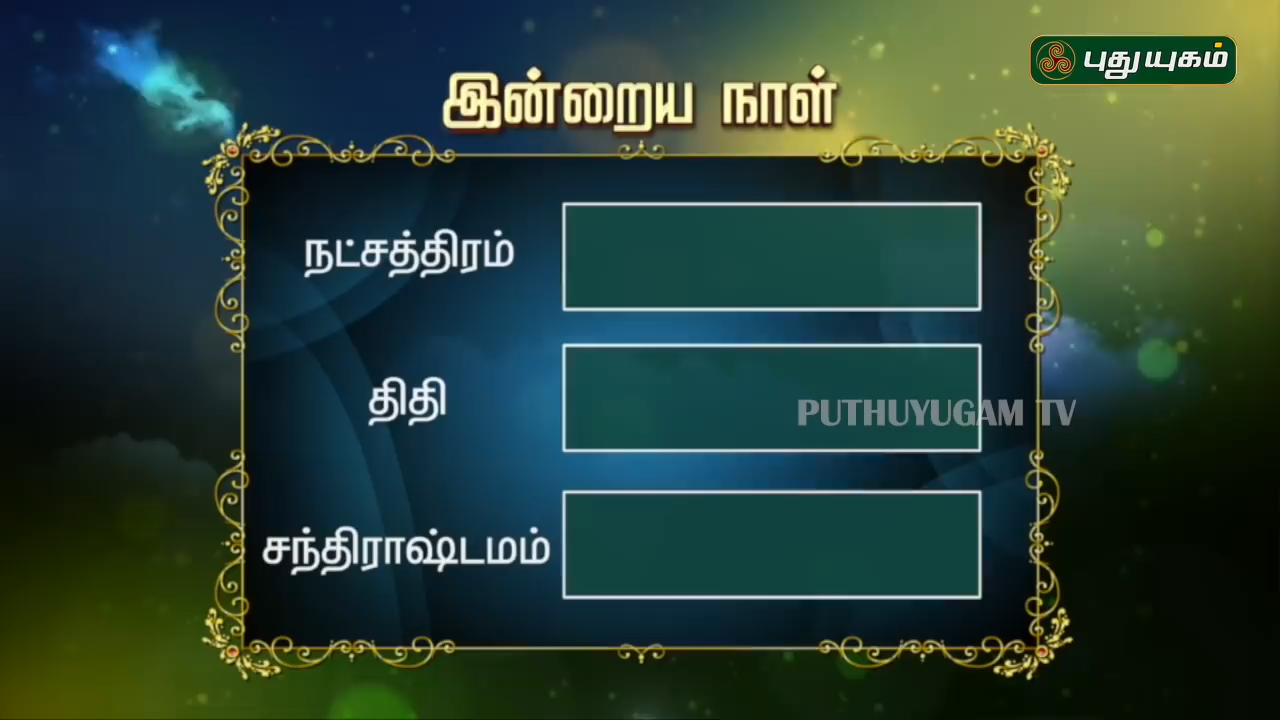 புதுயுகம்
இன்றைய நாள்
நட்சத்திரம்
திதி
PUTHUYUGAM TV
சந்திராஷ்டமம்